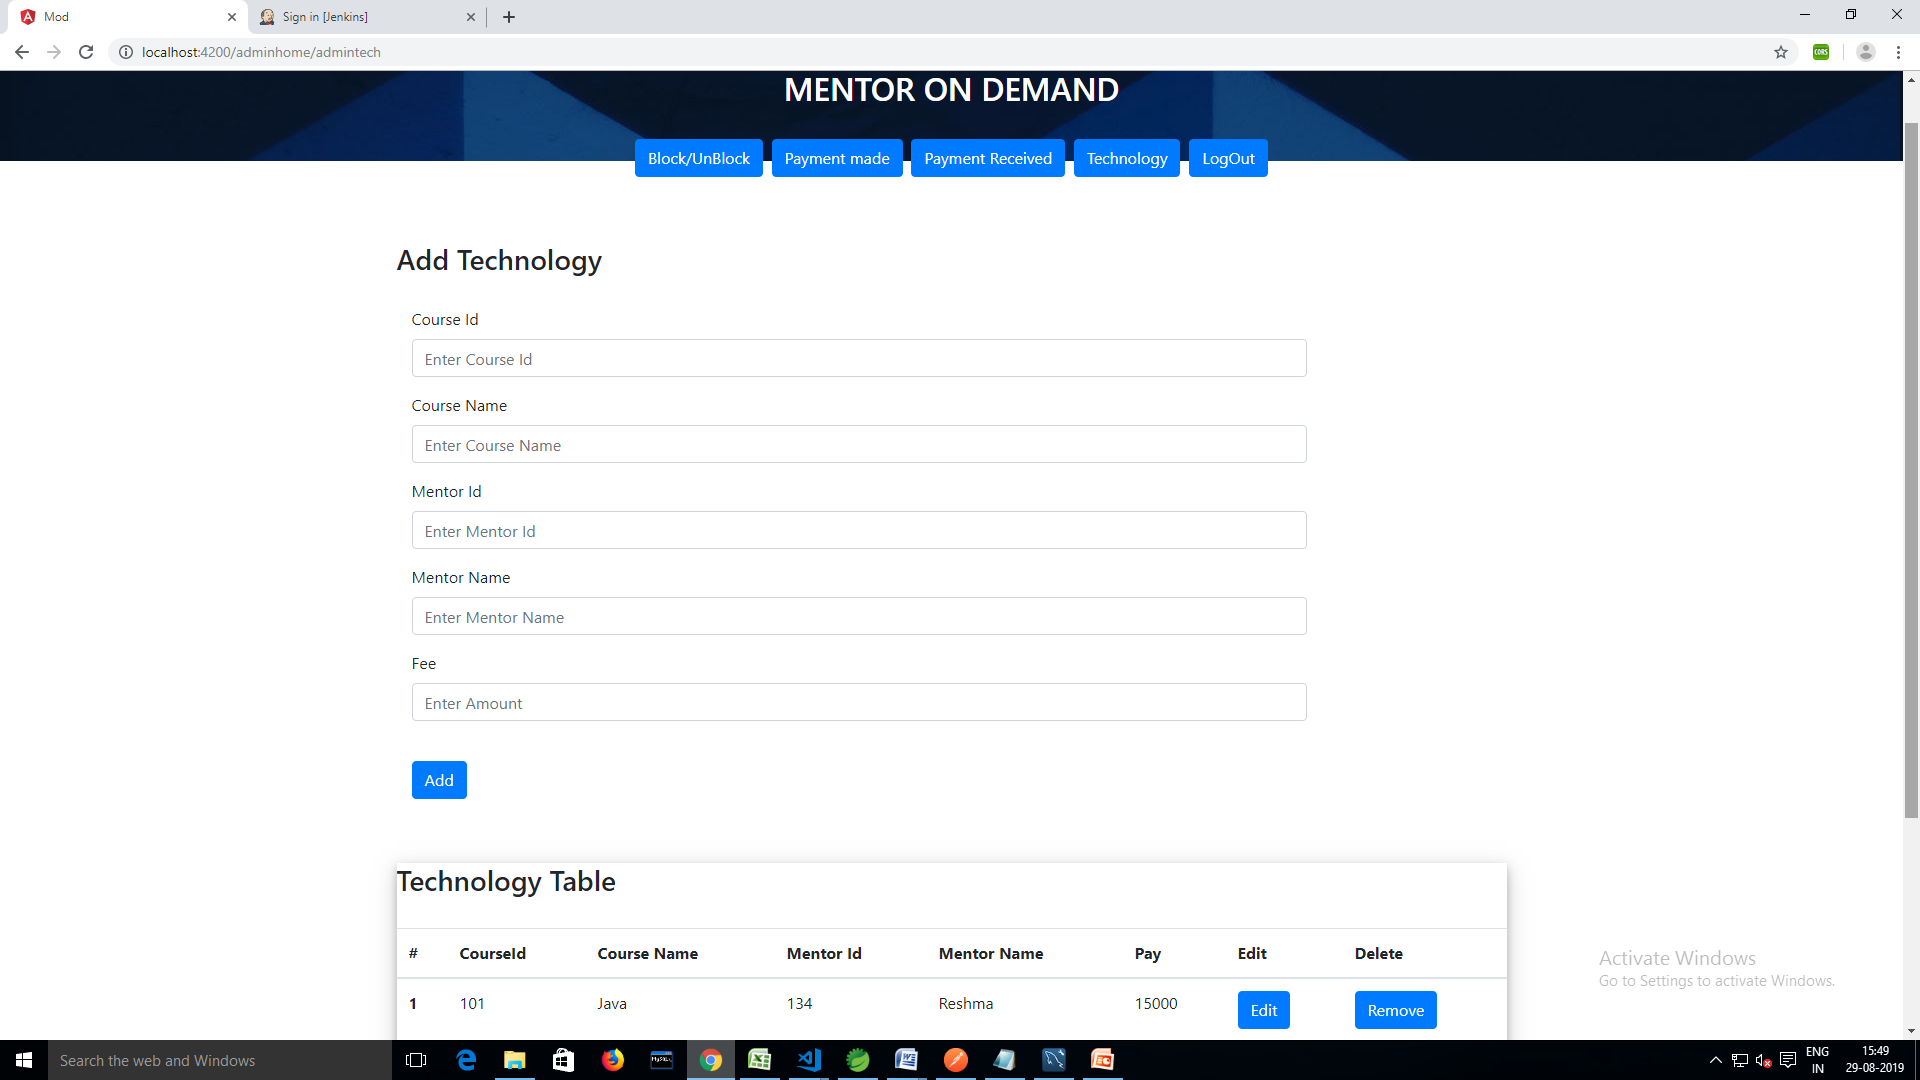 Mod
Sign in [Jenkins]
localhost:4200/adminhome/admintech
CORS
MENTOR ON DEMAND
Block/UnBlock Payment made Payment Received Technology LogOut
Add Technology
Course Id
Enter Course Id
Course Name
Enter Course Name
Mentor Id
Enter Mentor Id
Mentor Name
Enter Mentor Name
Fee
Enter Amount
Add
Technology Table
# CourseId Course Name Mentor Id Mentor Name Pay Edit Delete
1 101 Java 134 Reshma 15000 Edit Remove
Activate Windows
Go to Settings to activate Windows.
Search the web and Windows
ENG
IN
15:49
29-08-2019